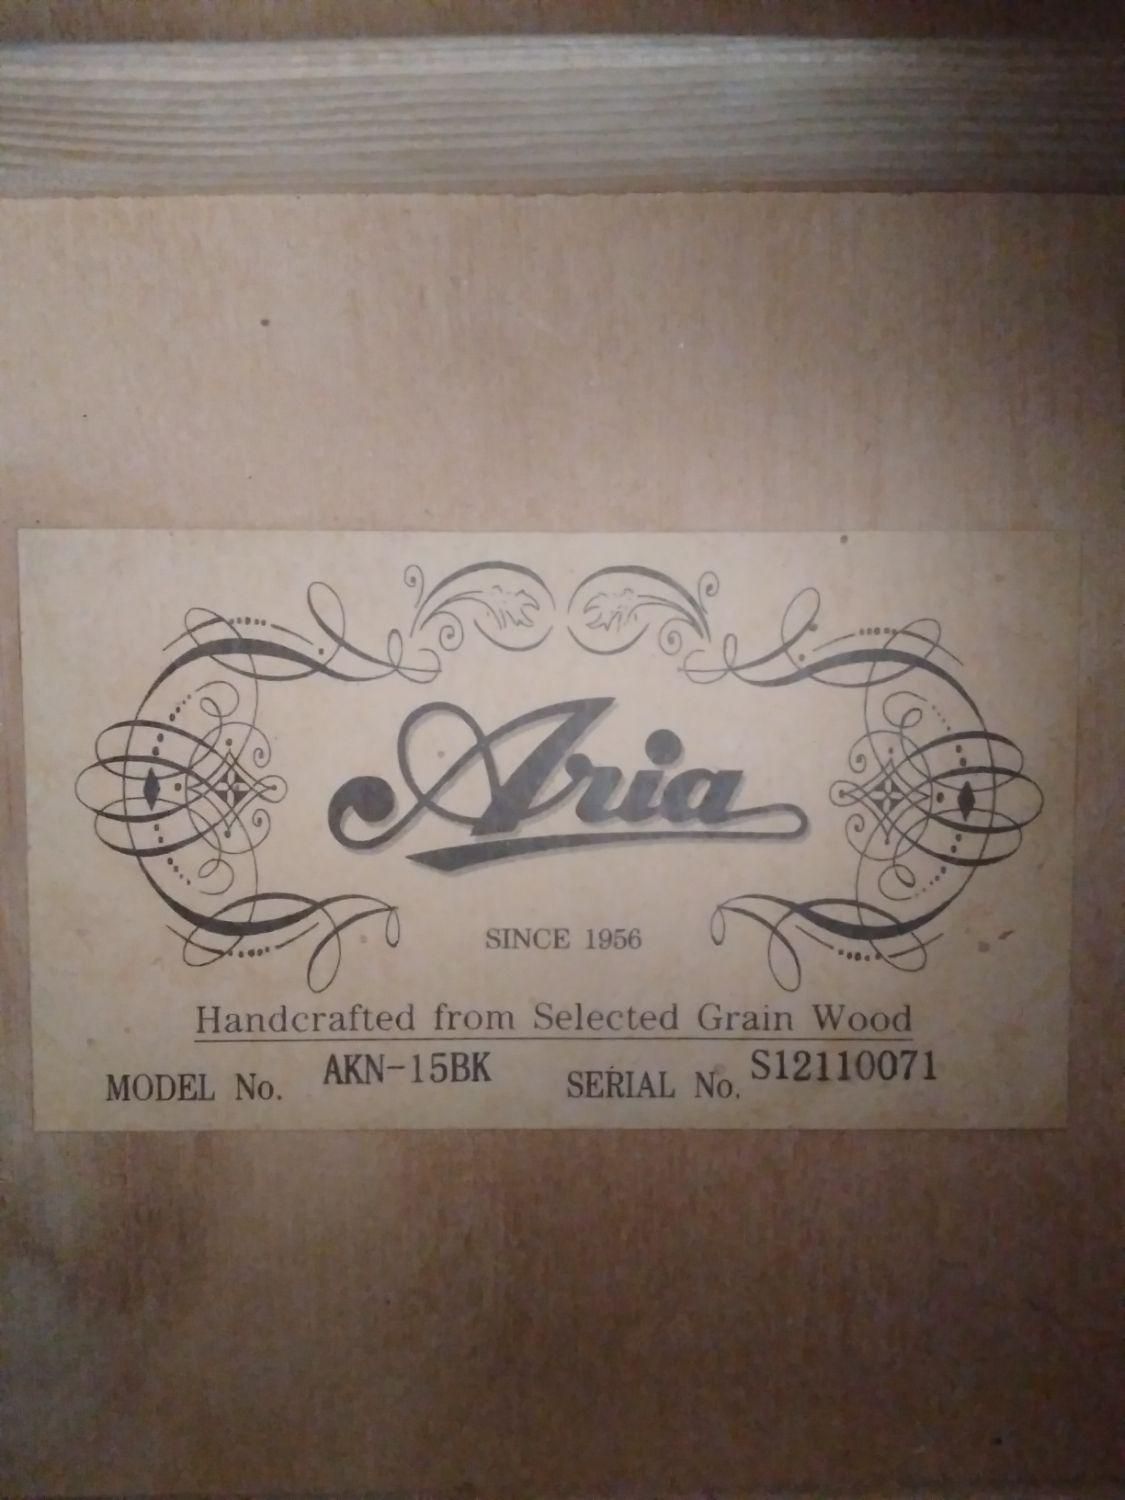 Aria
SINCE 1956
Handcrafted from Selected Grain Wood
MODEL No. AKN-15BK SERIAL No. S12110071